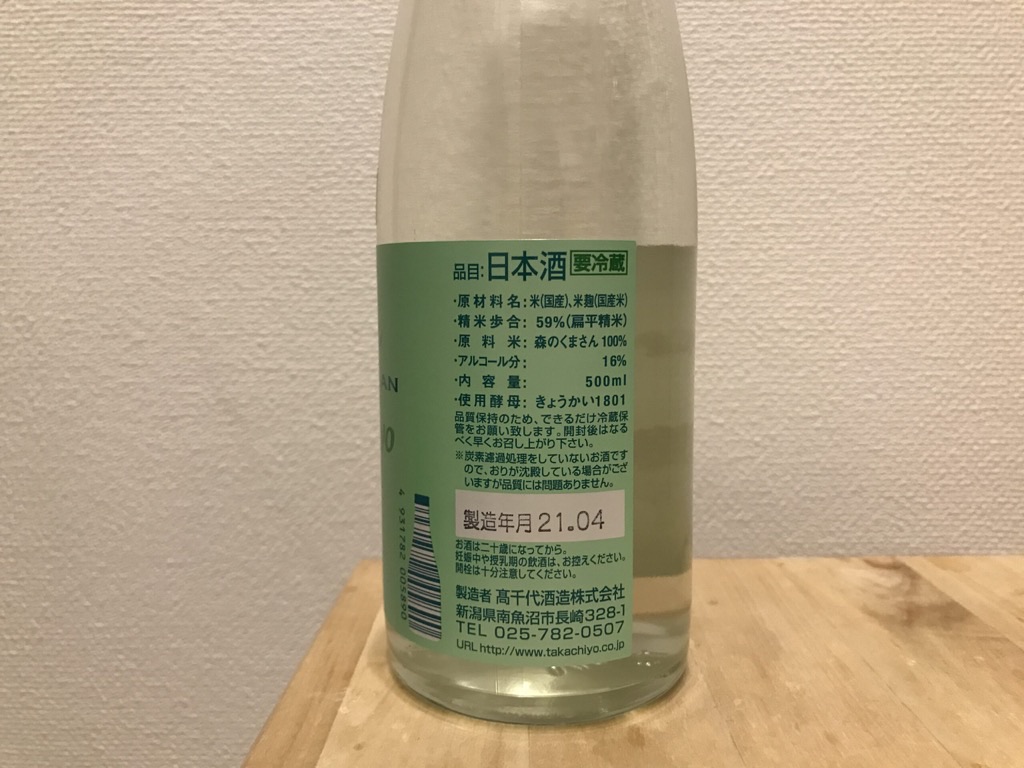 品目:日本酒 要冷蔵
・原材料名:米(国産)、米麹(国産米)
・精米歩合:59%(扁平精米)
・原料米:森のくまさん100%
・アルコール分:16%
・内容量:500ml
・使用酵母:きょうかい1801
品質保持のため、できるだけ冷蔵保
管をお願い致します。開封後はなる
べく早くお召し上がり下さい。
※炭素濾過処理をしていないお酒です
ので、おりが沈殿している場合がござ
いますが品質には問題ありません。
製造年月 21.04
お酒は二十歳になってから。
妊娠中や授乳期の飲酒は、お控えください。
開栓は十分注意してください。
製造者 髙千代酒造株式会社
新潟県南魚沼市長崎328-1
TEL 025-782-0507
URL http://www.takachiyo.co.jp
AN
4 931782 005890